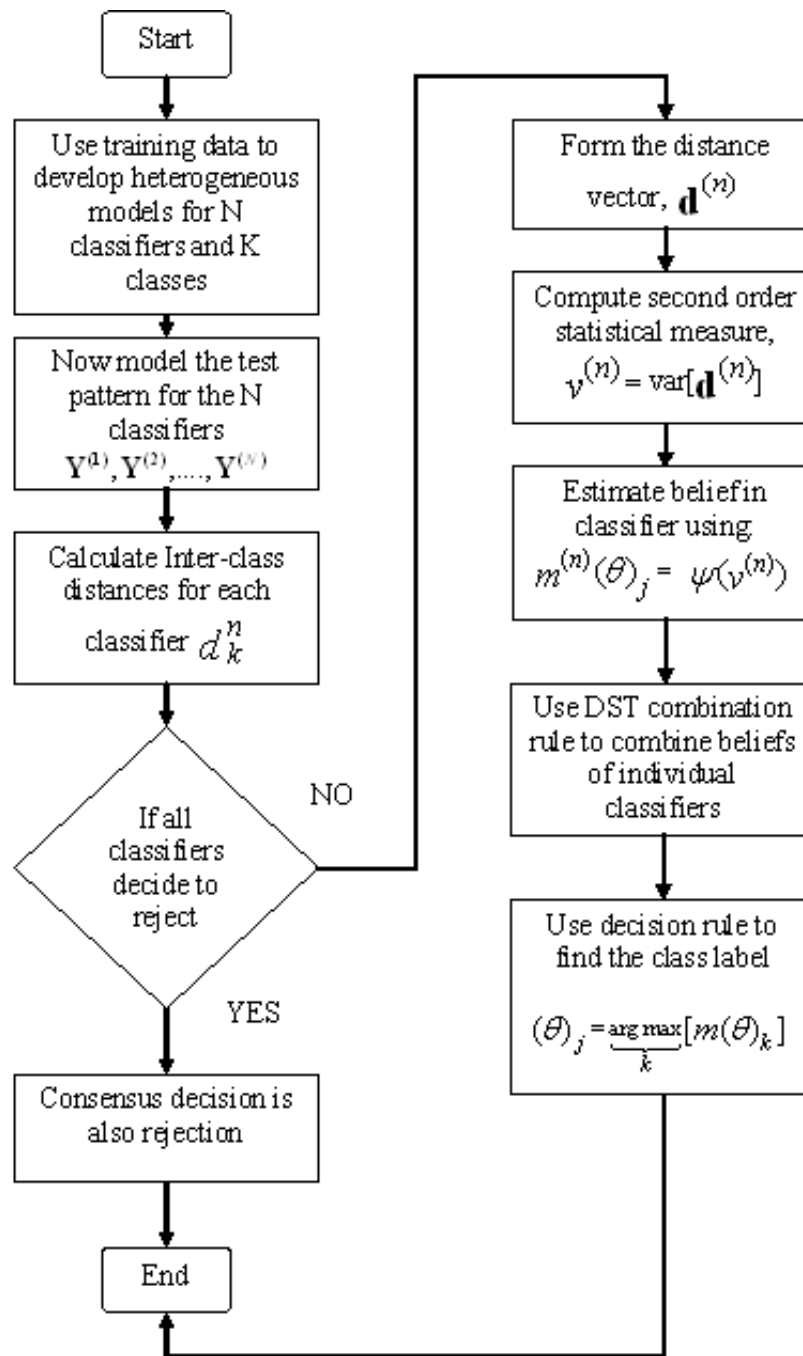 Start
Use training data to
develop heterogeneous
models for N
classifiers and K
classes
Now model the test
pattern for the N
classifiers
Y⁽¹⁾, Y⁽²⁾,...., Y⁽ᴺ⁾
Calculate Inter-class
distances for each
classifier d_k^n
If all
classifiers
decide to
reject
NO
YES
Consensus decision is
also rejection
End
Form the distance
vector, d⁽ⁿ⁾
Compute second order
statistical measure,
v⁽ⁿ⁾ = var[d⁽ⁿ⁾]
Estimate belief in
classifier using
m⁽ⁿ⁾(θ)_j = ψ(v⁽ⁿ⁾)
Use DST combination
rule to combine beliefs
of individual
classifiers
Use decision rule to
find the class label
(θ)_j = arg max [m(θ)_k]
k